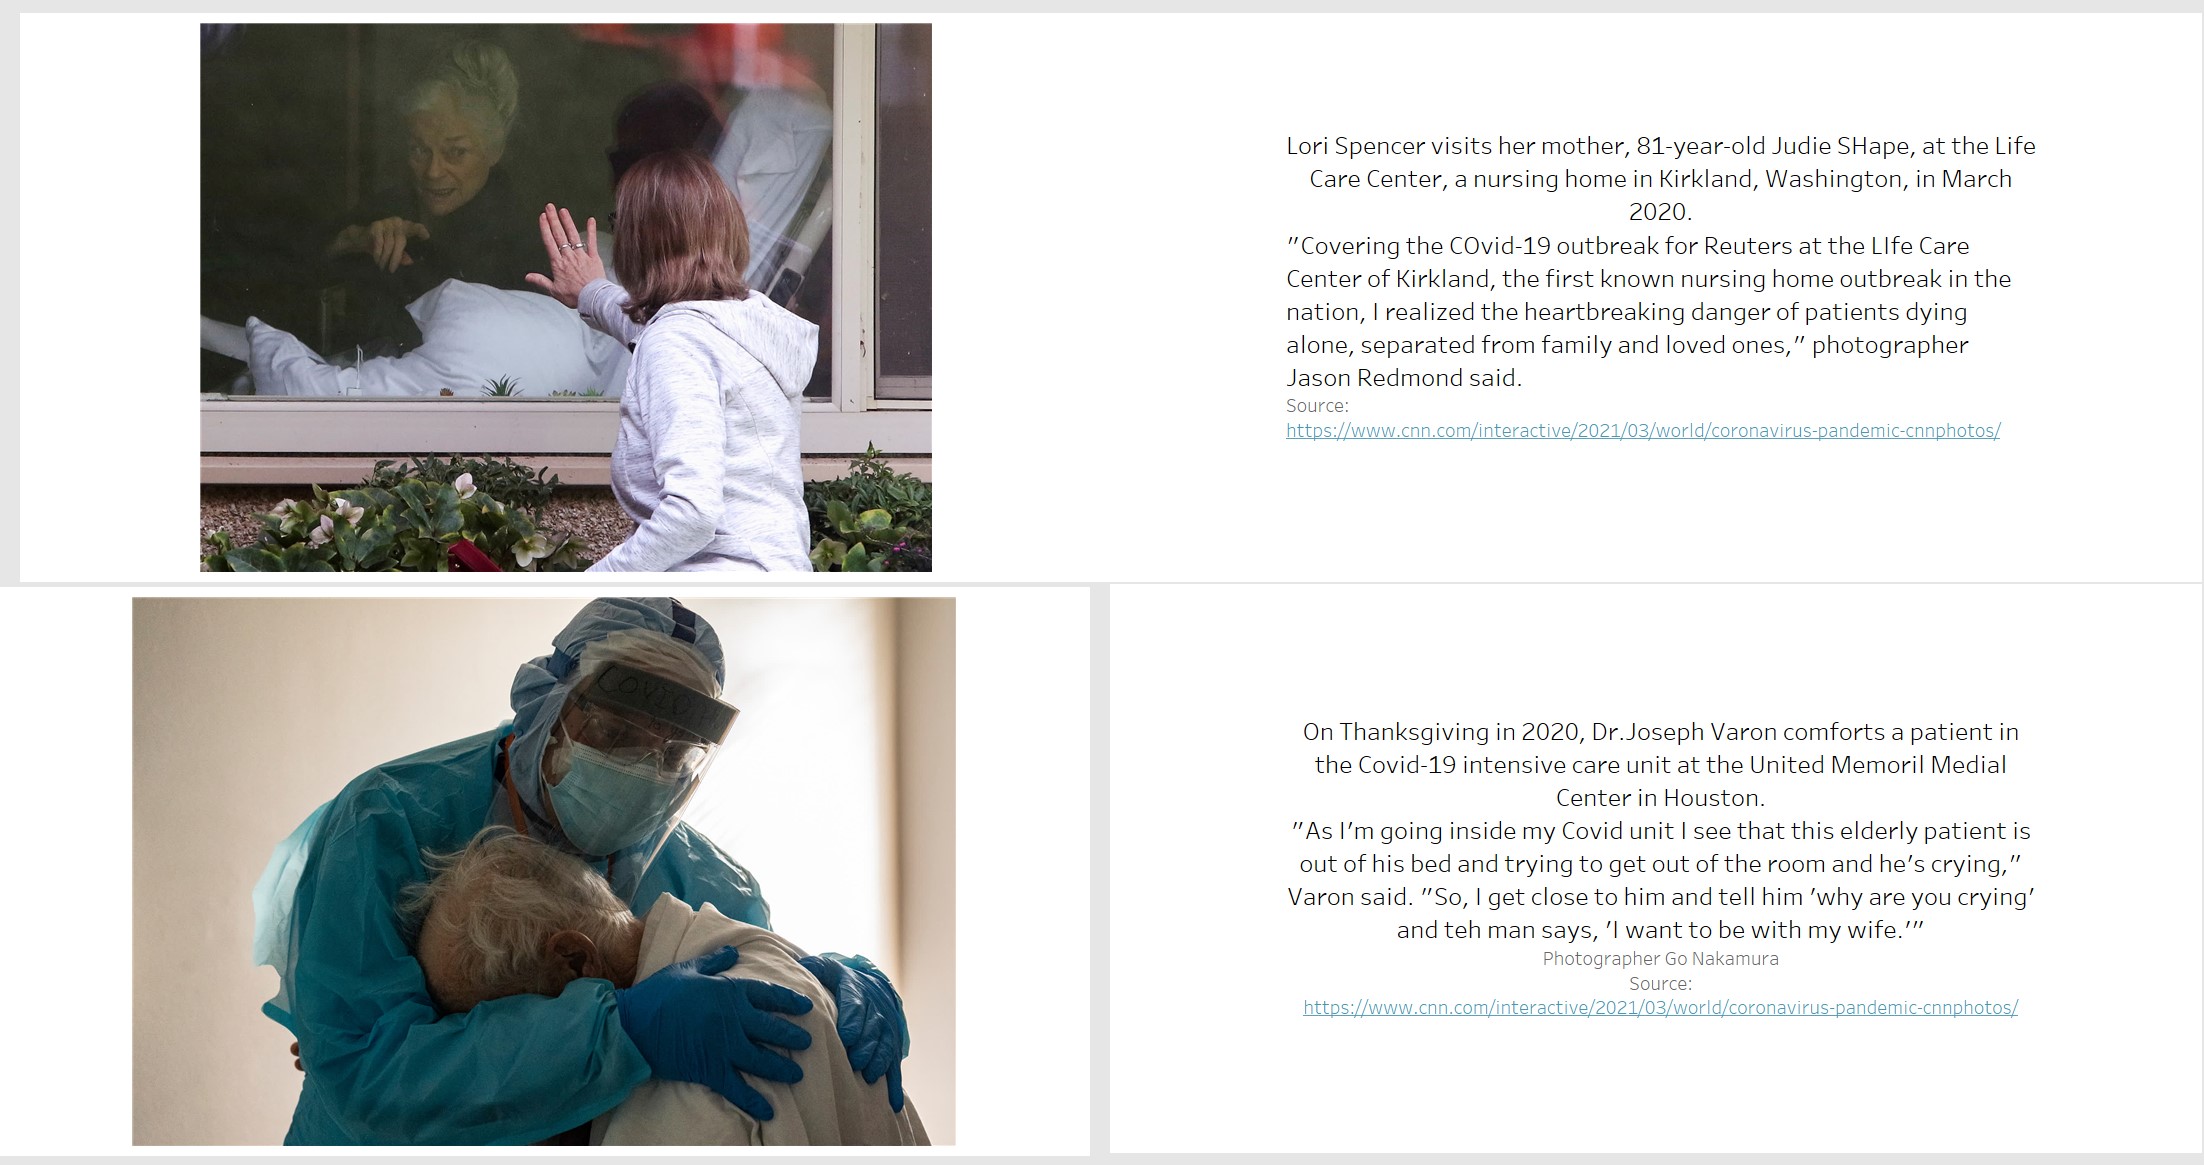 Lori Spencer visits her mother, 81-year-old Judie SHape, at the Life
Care Center, a nursing home in Kirkland, Washington, in March
2020.
"Covering the COvid-19 outbreak for Reuters at the LIfe Care
Center of Kirkland, the first known nursing home outbreak in the
nation, I realized the heartbreaking danger of patients dying
alone, separated from family and loved ones," photographer
Jason Redmond said.
Source:
https://www.cnn.com/interactive/2021/03/world/coronavirus-pandemic-cnnphotos/
COVID
On Thanksgiving in 2020, Dr.Joseph Varon comforts a patient in
the Covid-19 intensive care unit at the United Memoril Medial
Center in Houston.
"As I'm going inside my Covid unit I see that this elderly patient is
out of his bed and trying to get out of the room and he's crying,"
Varon said. "So, I get close to him and tell him 'why are you crying'
and teh man says, 'I want to be with my wife.'"
Photographer Go Nakamura
Source:
https://www.cnn.com/interactive/2021/03/world/coronavirus-pandemic-cnnphotos/